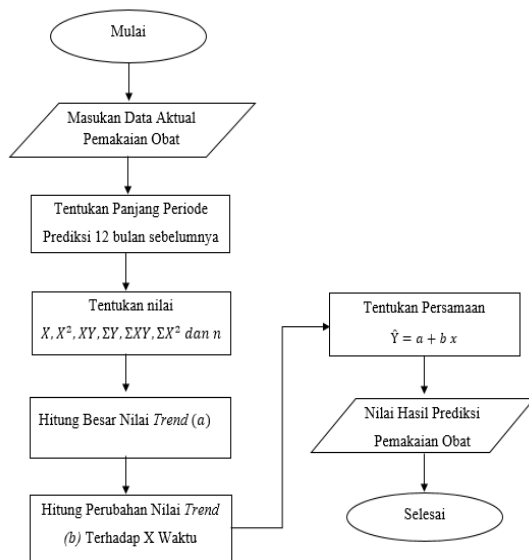 Mulai
Masukan Data Aktual
Pemakaian Obat
Tentukan Panjang Periode
Prediksi 12 bulan sebelumnya
Tentukan nilai
X, X², XY, ΣY, ΣXY, ΣX² dan n
Hitung Besar Nilai Trend (a)
Hitung Perubahan Nilai Trend
(b) Terhadap X Waktu
Tentukan Persamaan
Ŷ = a + b x
Nilai Hasil Prediksi
Pemakaian Obat
Selesai